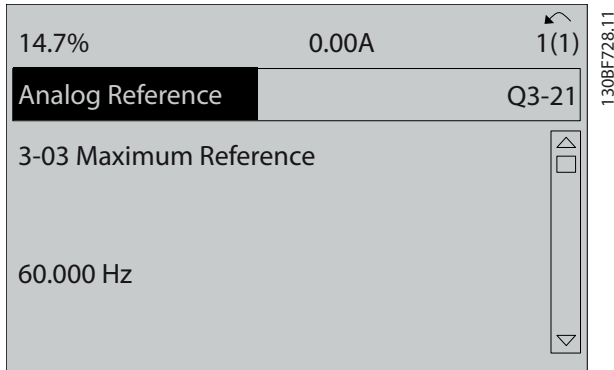 14.7% 0.00A 1(1)
Analog Reference Q3-21
3-03 Maximum Reference
60.000 Hz
130BF728.11